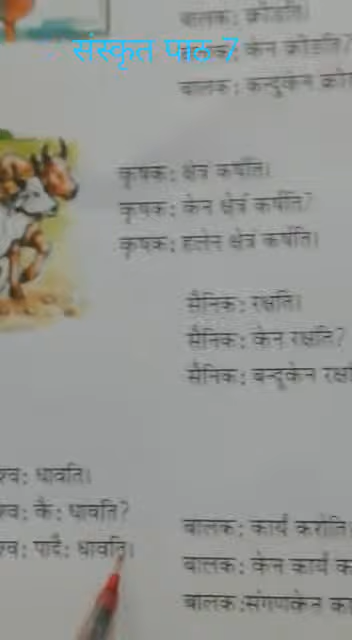 बालकः क्रीडति।
संस्कृत पाठ 7
बालकः केन क्रीडति?
बालकः कन्दुकेन
कृषकः क्षेत्रं कर्षति।
कृषकः केन क्षेत्रं कर्षति?
कृषकः हलेन क्षेत्रं कर्षति।
सैनिकः रक्षति।
सैनिकः केन रक्षति?
सैनिकः बन्दूकेन
धावति।
कैः धावति?
पादैः धावति।
बालकः कार्यं करोति
बालकः केन कार्यं
बालकः संगणकेन